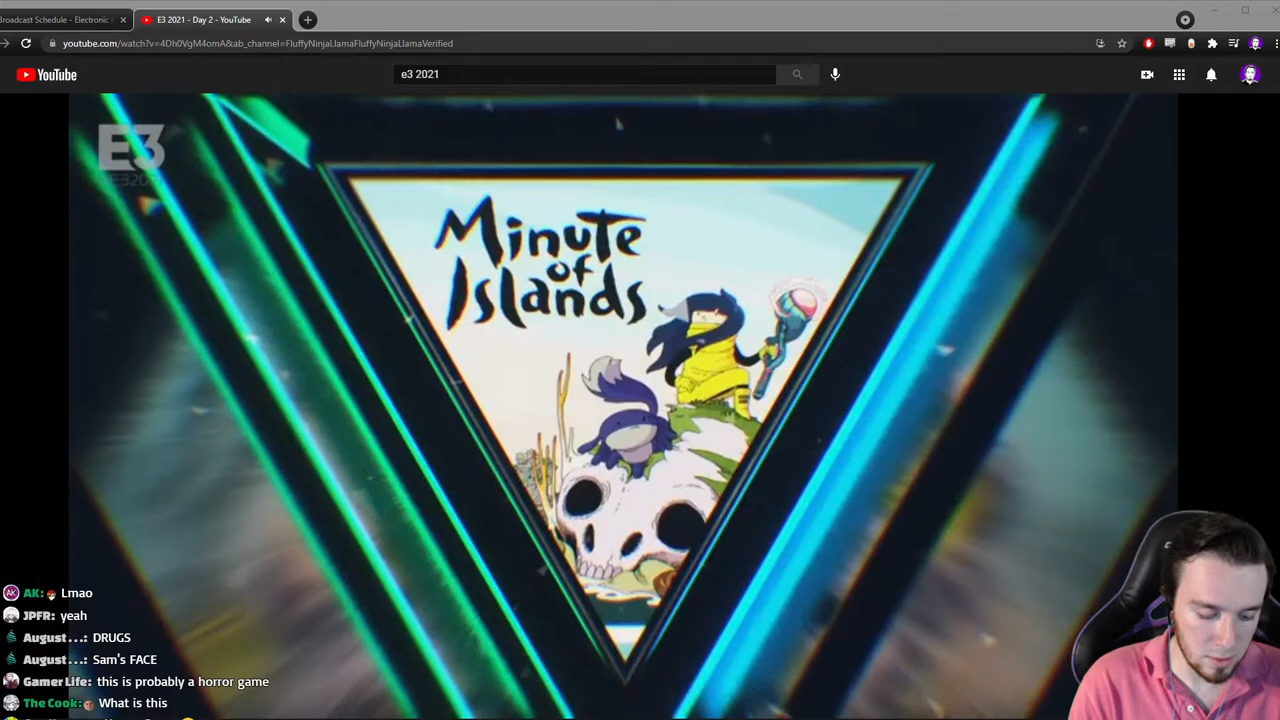 Broadcast Schedule - Electronic
E3 2021 - Day 2 - YouTube
youtube.com/watch?v=4Dh0VgM4omA&ab_channel=FluffyNinjaLlamaFluffyNinjaLlamaVerified
YouTube
e3 2021
E3
Minute
of
Islands
AK: Lmao
JPFR: yeah
August...: DRUGS
August...: Sam's FACE
Gamer Life: this is probably a horror game
The Cook: What is this